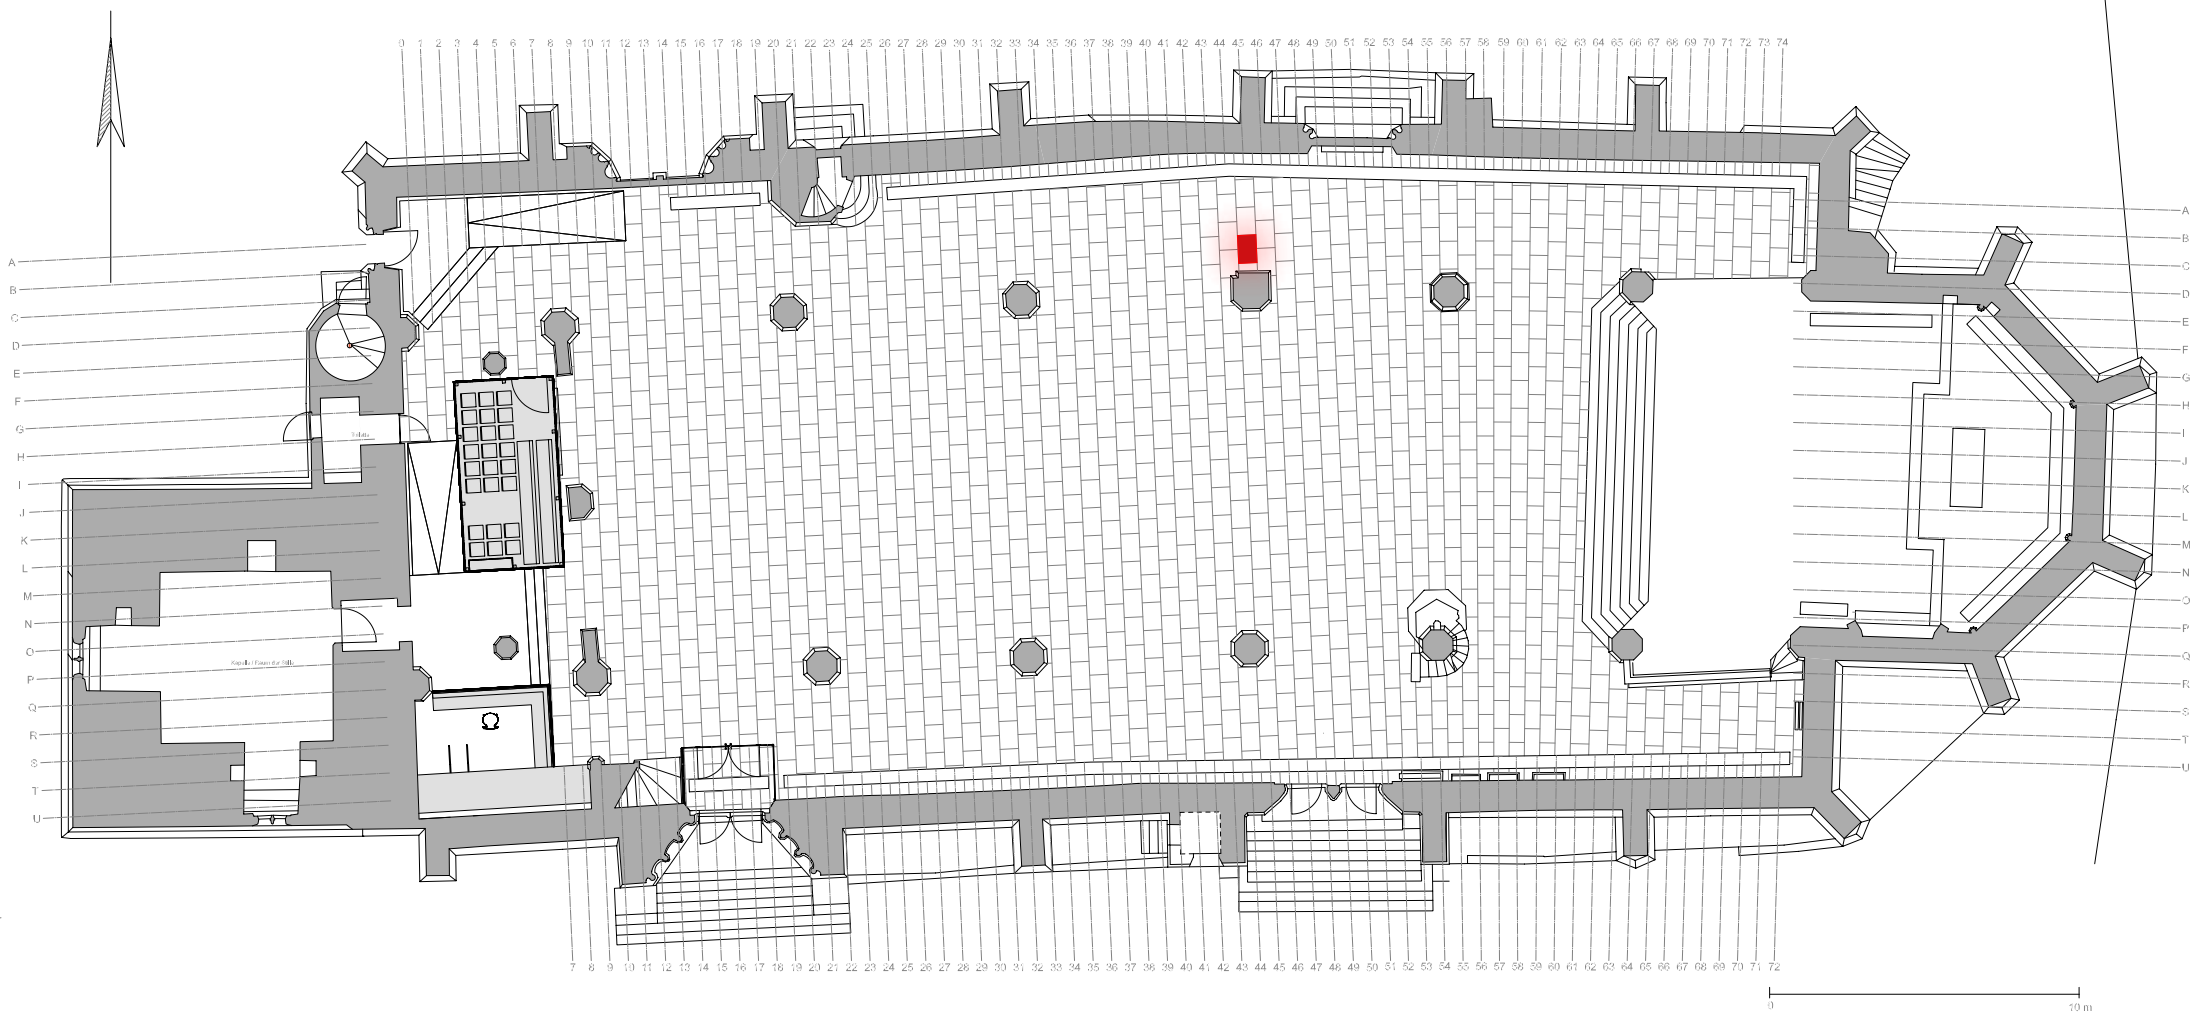 0 1 2 3 4 5 6 7 8 9 10 11 12 13 14 15 16 17 18 19 20 21 22 23 24 25 26 27 28 29 30 31 32 33 34 35 36 37 38 39 40 41 42 43 44 45 46 47 48 49 50 51 52 53 54 55 56 57 58 59 60 61 62 63 64 65 66 67 68 69 70 71 72 73 74
A
B
C
D
E
F
G
H
I
J
K
L
M
N
O
P
Q
R
S
T
U
A
B
C
D
E
F
G
H
I
J
K
L
M
N
O
P
Q
R
S
T
U
7 8 9 10 11 12 13 14 15 16 17 18 19 20 21 22 23 24 25 26 27 28 29 30 31 32 33 34 35 36 37 38 39 40 41 42 43 44 45 46 47 48 49 50 51 52 53 54 55 56 57 58 59 60 61 62 63 64 65 66 67 68 69 70 71 72
0 10 m